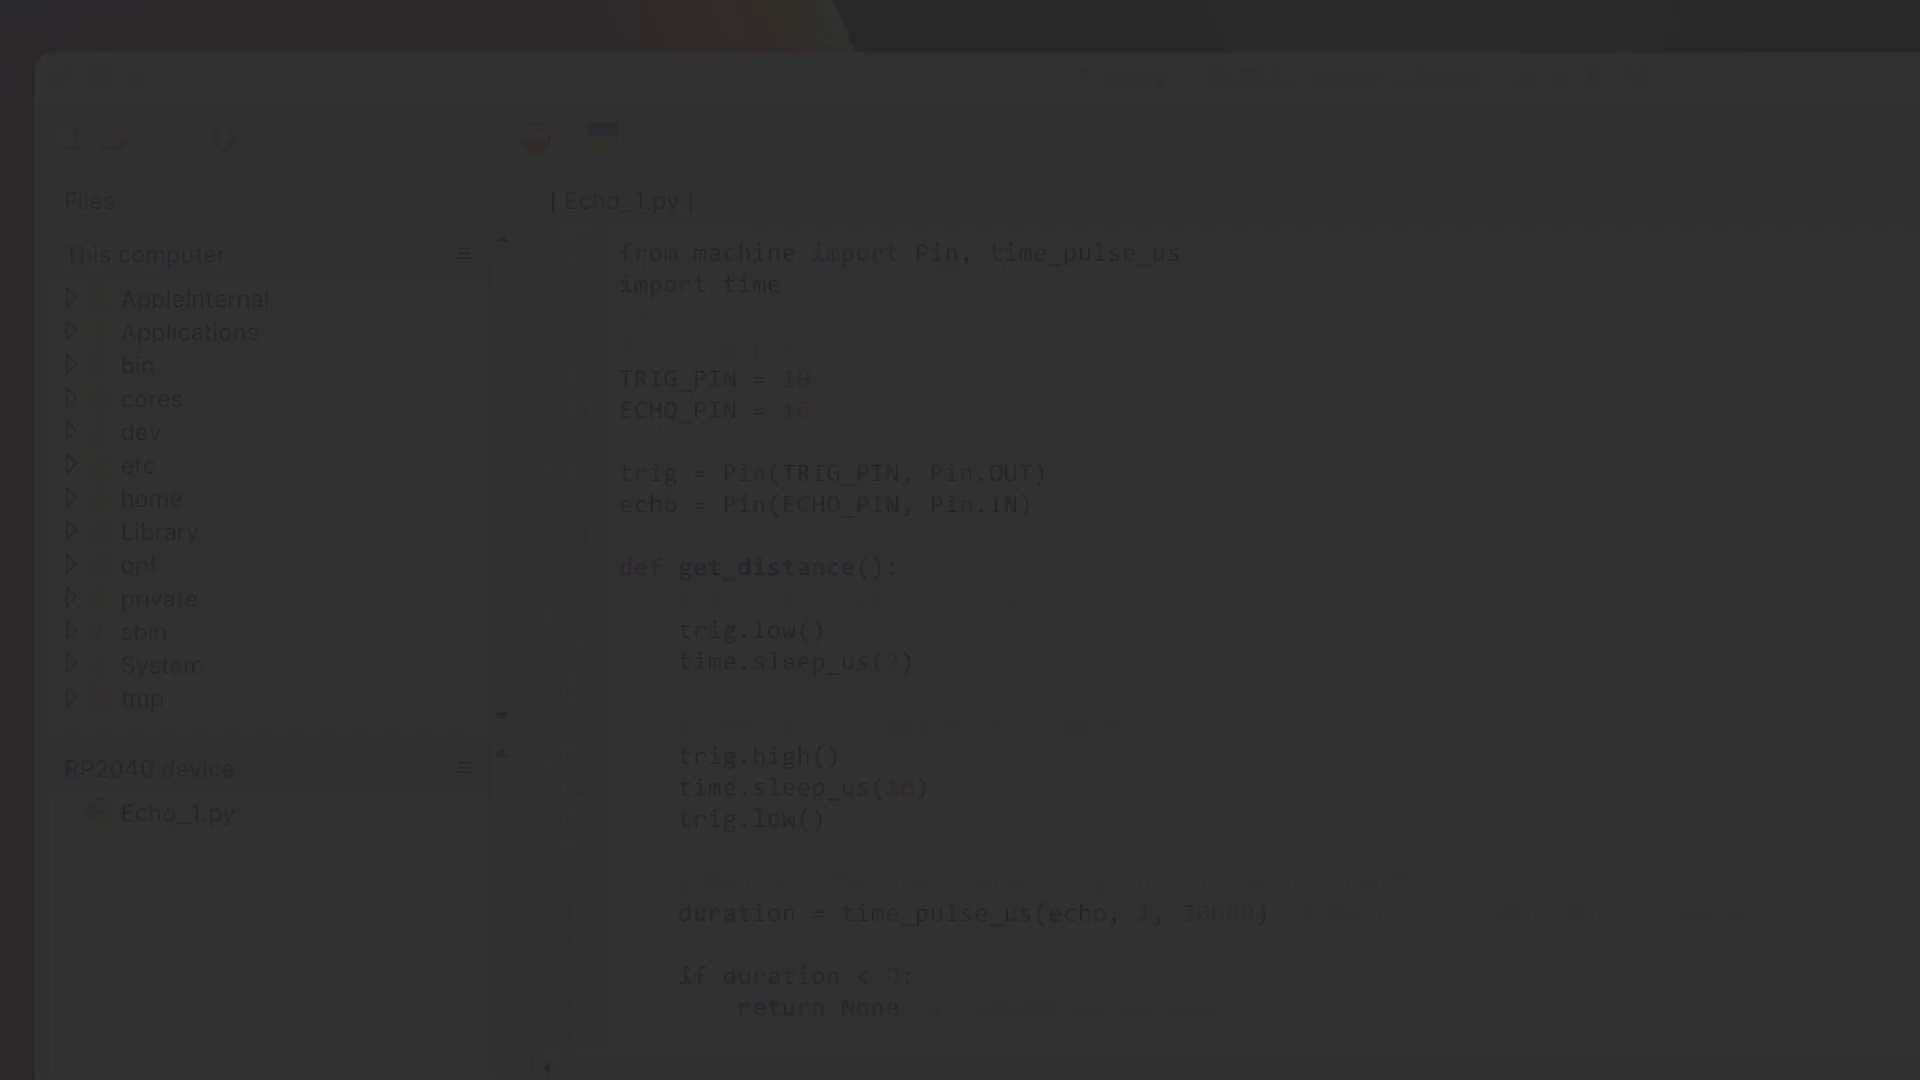 Files
This computer
AppleInternal
Applications
bin
cores
dev
etc
home
Library
opt
private
sbin
System
tmp
RP2040 device
Echo_1.py
[ Echo_1.py ]
from machine import Pin, time_pulse_us
import time
TRIG_PIN = 19
ECHO_PIN = 18
trig = Pin(TRIG_PIN, Pin.OUT)
echo = Pin(ECHO_PIN, Pin.IN)
def get_distance():
trig.low()
time.sleep_us(2)
trig.high()
time.sleep_us(10)
trig.low()
duration = time_pulse_us(echo, 1, 30000)
if duration < 0:
return None